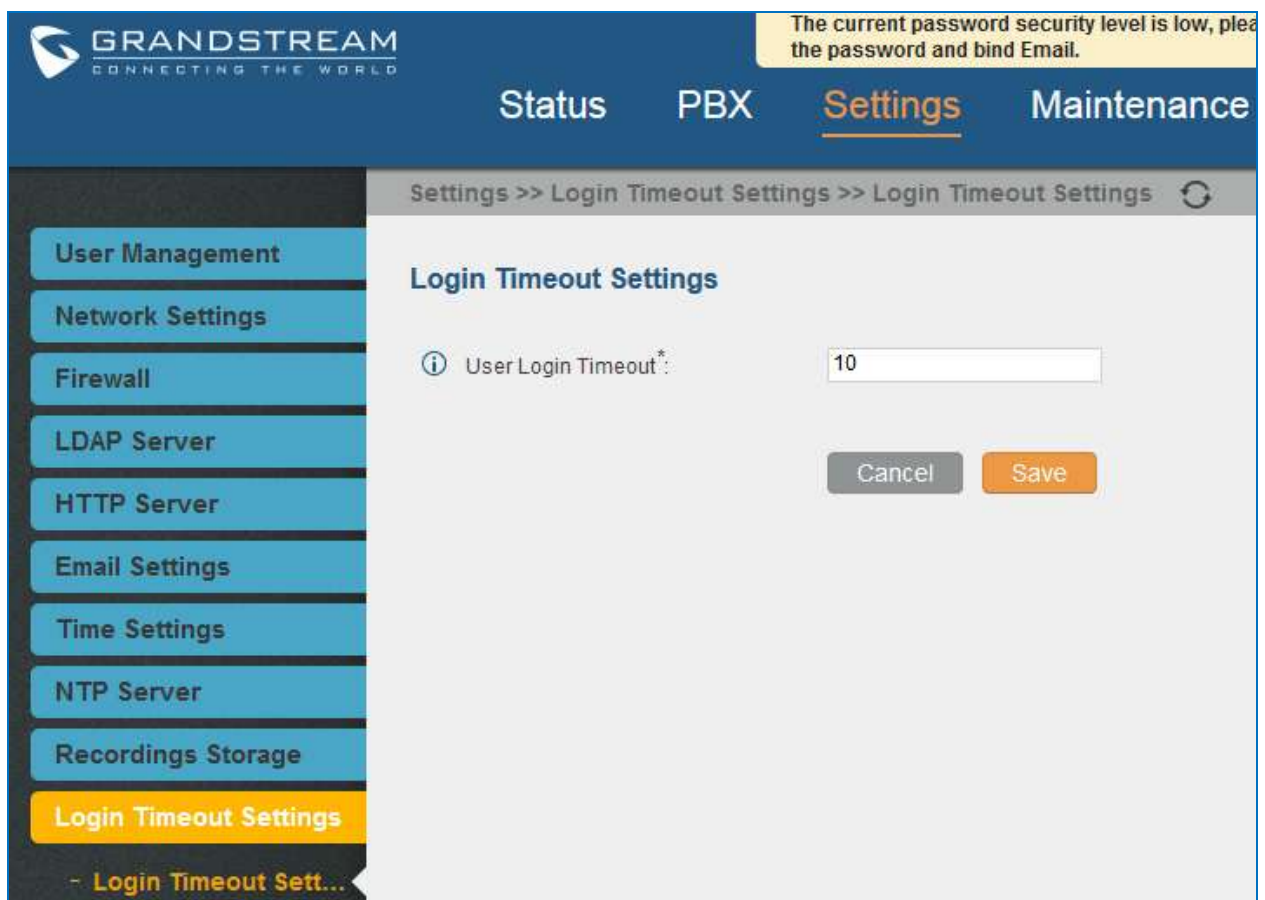 GRANDSTREAM
CONNECTING THE WORLD
The current password security level is low,
the password and bind Email.
Status PBX Settings Maintenance
Settings >> Login Timeout Settings >> Login Timeout Settings
User Management
Network Settings
Firewall
LDAP Server
HTTP Server
Email Settings
Time Settings
NTP Server
Recordings Storage
Login Timeout Settings
- Login Timeout Sett...
Login Timeout Settings
User Login Timeout*:
10
Cancel Save